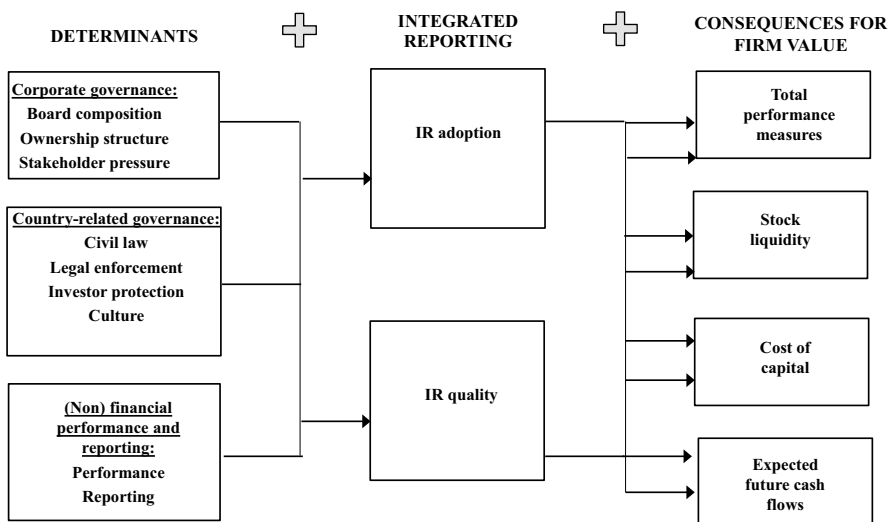 DETERMINANTS
INTEGRATED
REPORTING
CONSEQUENCES FOR
FIRM VALUE
Corporate governance:
Board composition
Ownership structure
Stakeholder pressure
Country-related governance:
Civil law
Legal enforcement
Investor protection
Culture
(Non) financial
performance and
reporting:
Performance
Reporting
IR adoption
IR quality
Total
performance
measures
Stock
liquidity
Cost of
capital
Expected
future cash
flows